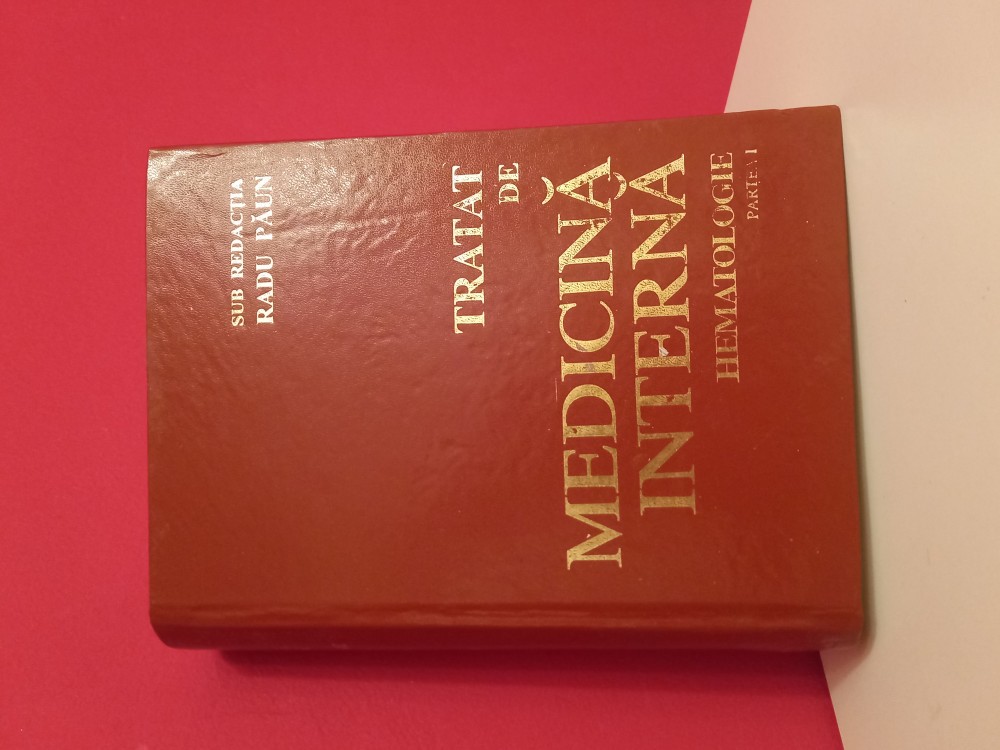 SUB REDACȚIA
RADU PĂUN
TRATAT
DE
MEDICINĂ
INTERNĂ
HEMATOLOGIE
PARTEA I